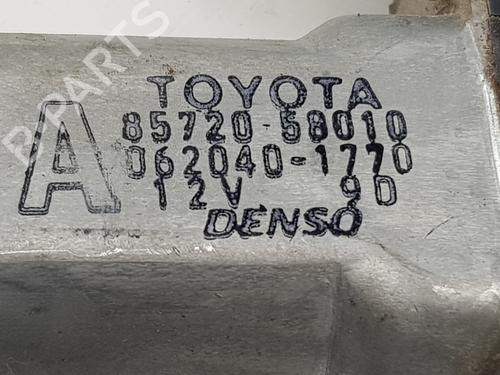 B-PARTS
TOYOTA
A
85720-58010
062040-1770
12V 90
DENSO